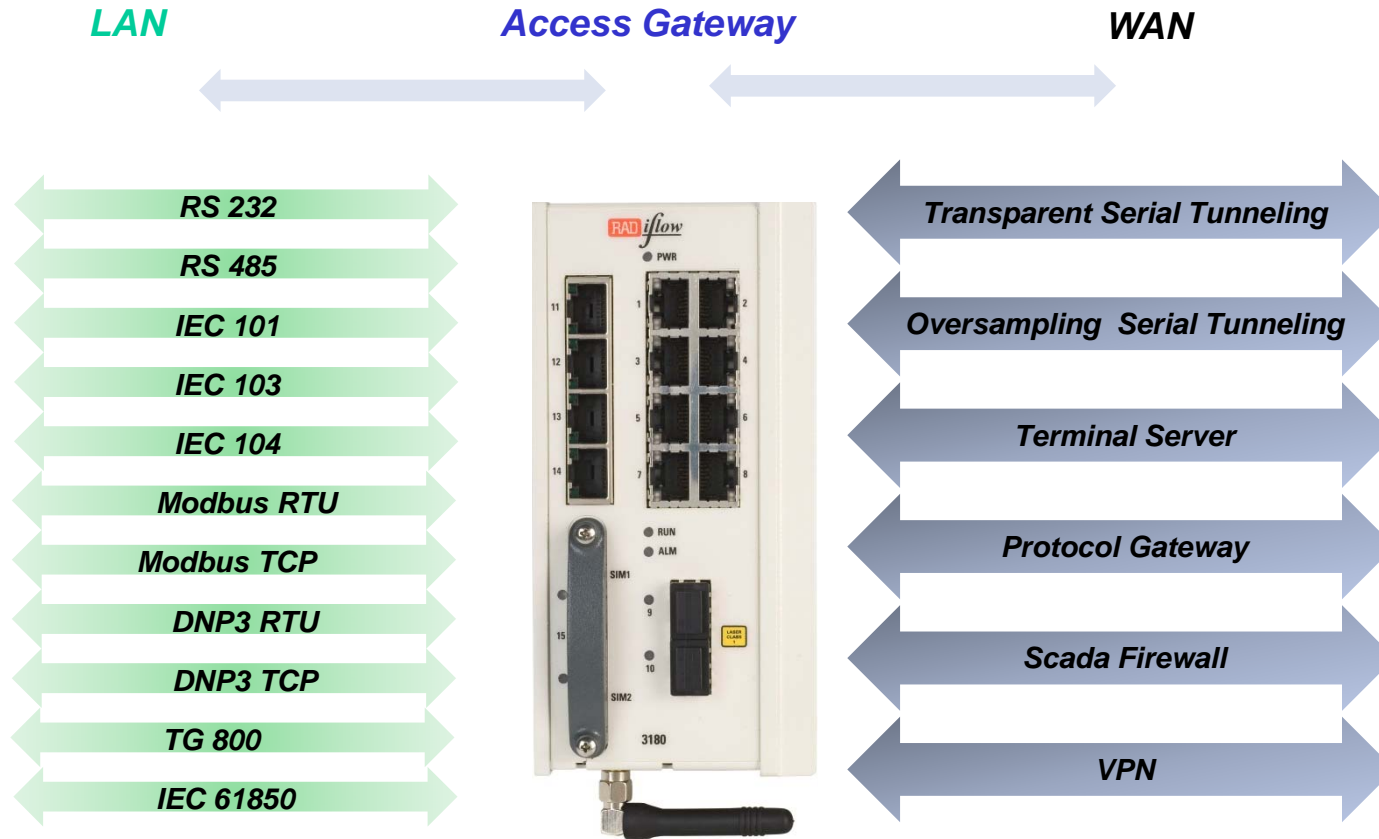 LAN
Access Gateway
WAN
RS 232
RS 485
IEC 101
IEC 103
IEC 104
Modbus RTU
Modbus TCP
DNP3 RTU
DNP3 TCP
TG 800
IEC 61850
RAD iflow
PWR
11
1
2
12
3
4
13
5
6
14
7
8
RUN
ALM
SIM1
9
15
LASER
CLASS
1
10
SIM2
3180
Transparent Serial Tunneling
Oversampling Serial Tunneling
Terminal Server
Protocol Gateway
Scada Firewall
VPN